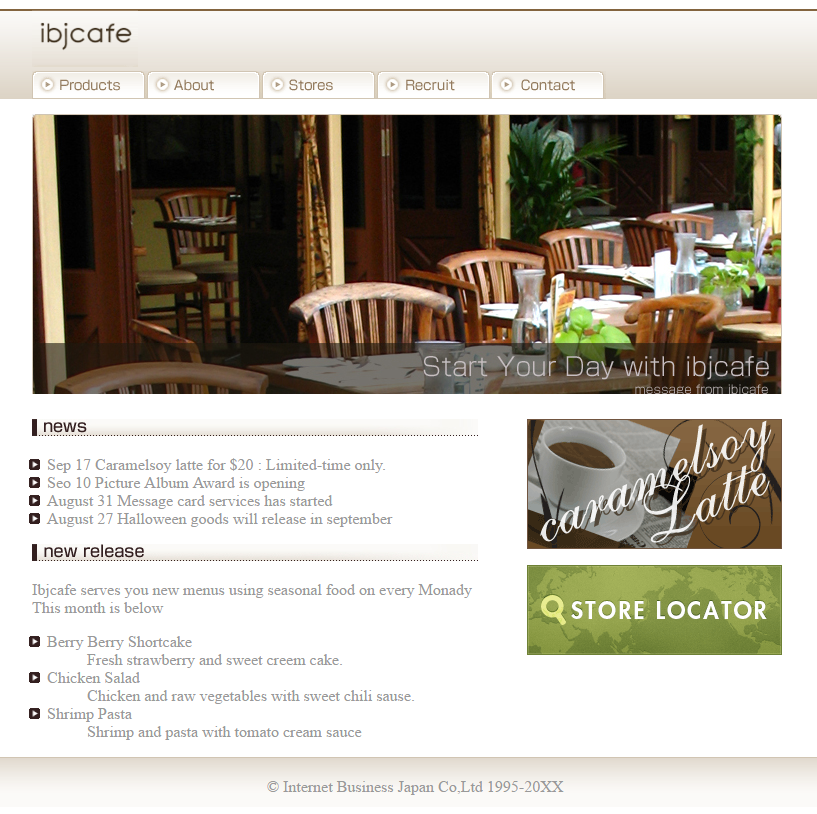 ibjcafe
Products
About
Stores
Recruit
Contact
Start Your Day with ibjcafe
message from ibjcafe
news
Sep 17 Caramelsoy latte for $20 : Limited-time only.
Seo 10 Picture Album Award is opening
August 31 Message card services has started
August 27 Halloween goods will release in september
caramelsoy
Latte
new release
Ibjcafe serves you new menus using seasonal food on every Monady
This month is below
STORE LOCATOR
Berry Berry Shortcake
Fresh strawberry and sweet creem cake.
Chicken Salad
Chicken and raw vegetables with sweet chili sause.
Shrimp Pasta
Shrimp and pasta with tomato cream sauce
© Internet Business Japan Co,Ltd 1995-20XX